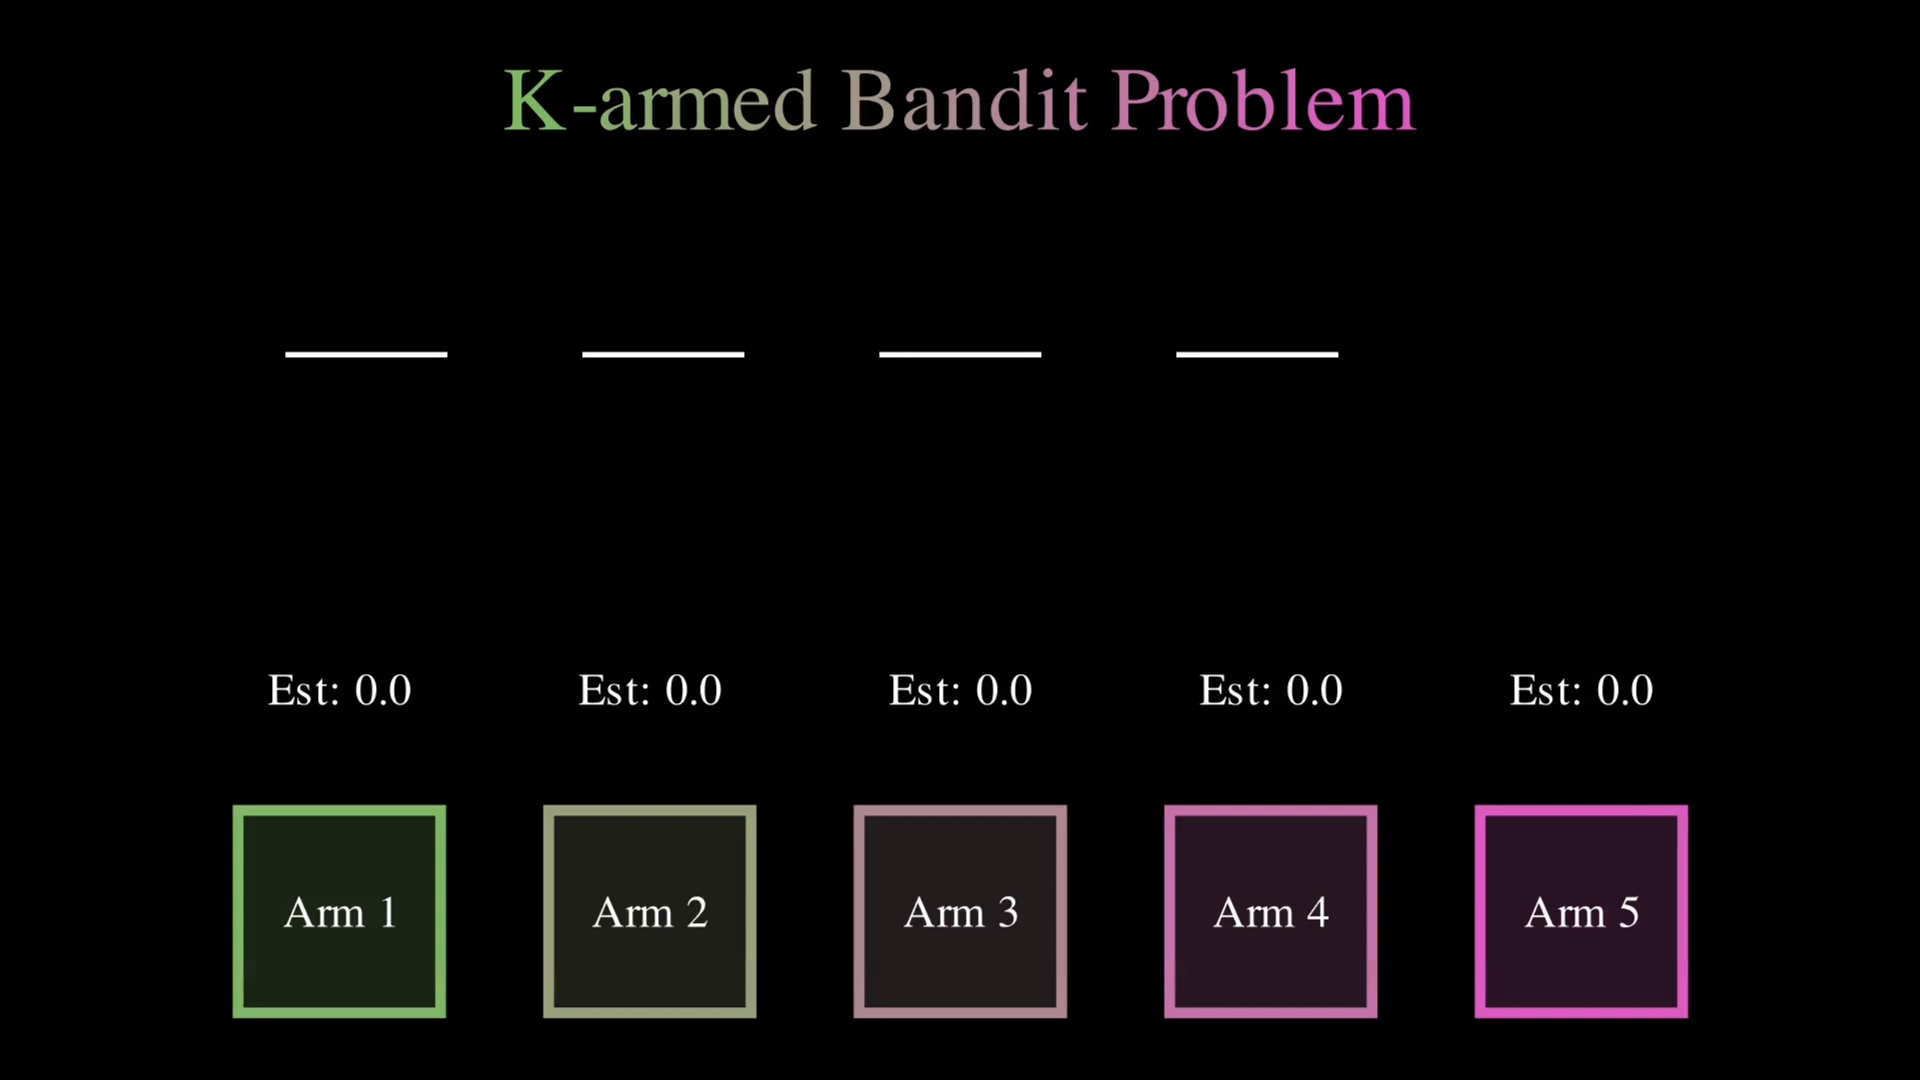 K-armed Bandit Problem
Est: 0.0 Est: 0.0 Est: 0.0 Est: 0.0 Est: 0.0
Arm 1 Arm 2 Arm 3 Arm 4 Arm 5